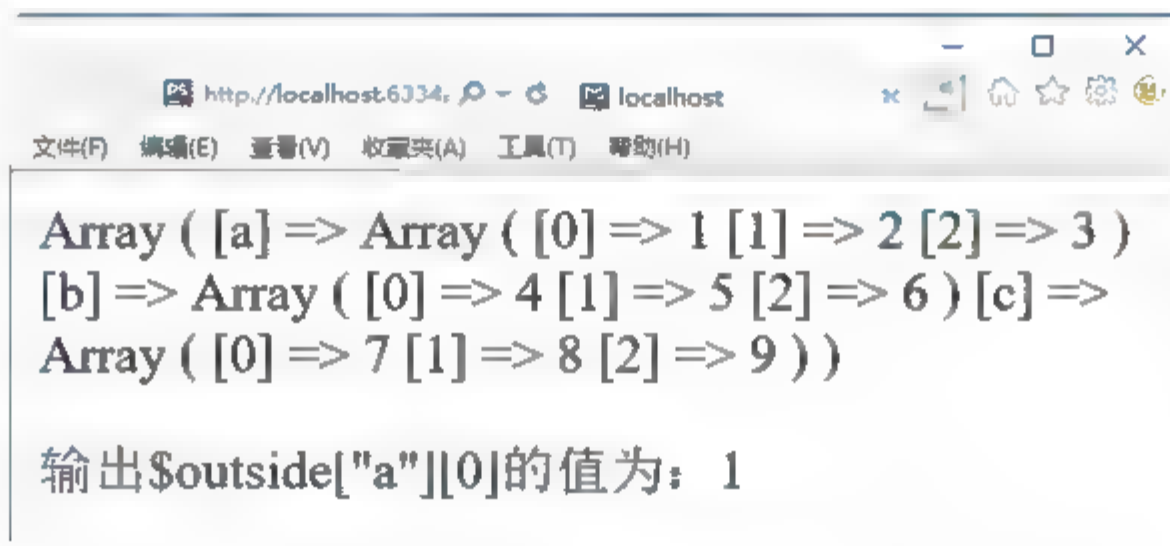 http://localhost:6334, localhost
文件(F) 编辑(E) 查看(V) 收藏夹(A) 工具(T) 帮助(H)
Array ( [a] => Array ( [0] => 1 [1] => 2 [2] => 3 )
[b] => Array ( [0] => 4 [1] => 5 [2] => 6 ) [c] =>
Array ( [0] => 7 [1] => 8 [2] => 9 ) )
输出$outside["a"][0]的值为：1